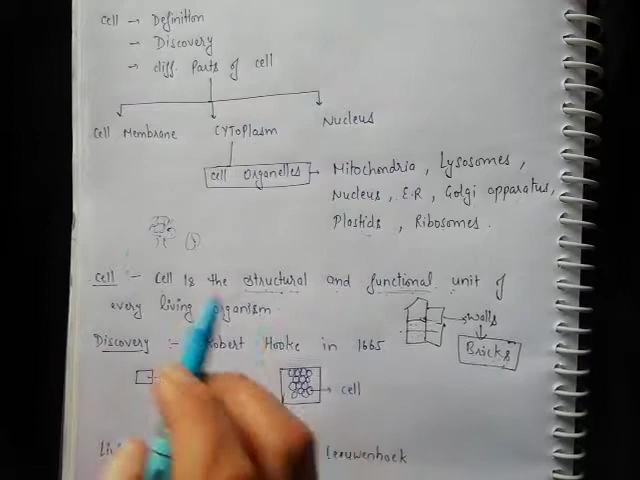 Cell → Definition
→ Discovery
→ diff. Parts of cell
Cell Membrane
CYTOPlasm
Nucleus
Cell Organelles → Mitochondria, Lysosomes,
Nucleus, E.R, Golgi apparatus,
Plastids, Ribosomes.
Cell :- Cell is the structural and functional unit of
every living organism.
walls
Bricks
Discovery :- Robert Hooke in 1665
→ cell
Leeuwenhoek